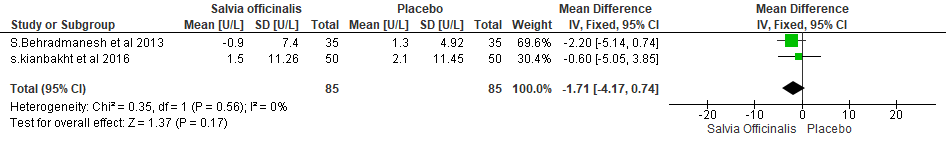 Salvia officinalis Placebo Mean Difference Mean Difference
Study or Subgroup Mean [U/L] SD [U/L] Total Mean [U/L] SD [U/L] Total Weight IV, Fixed, 95% CI IV, Fixed, 95% CI
S.Behradmanesh et al 2013 -0.9 7.4 35 1.3 4.92 35 69.6% -2.20 [-5.14, 0.74]
s.kianbakht et al 2016 1.5 11.26 50 2.1 11.45 50 30.4% -0.60 [-5.05, 3.85]
Total (95% CI) 85 85 100.0% -1.71 [-4.17, 0.74]
Heterogeneity: Chi² = 0.35, df = 1 (P = 0.56); I² = 0%
Test for overall effect: Z = 1.37 (P = 0.17)
-20 -10 0 10 20
Salvia Officinalis Placebo